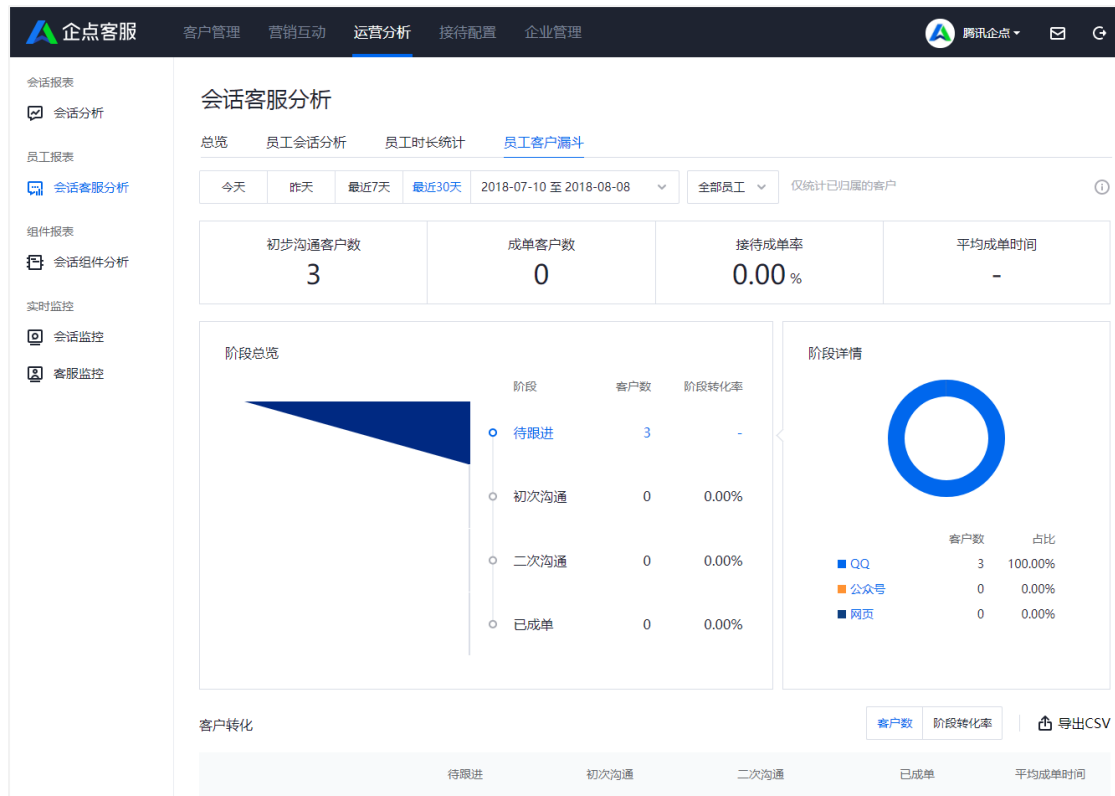 企点客服 客户管理 营销互动 运营分析 接待配置 企业管理 腾讯企点
会话报表
会话分析
员工报表
会话客服分析
组件报表
会话组件分析
实时监控
会话监控
客服监控
会话客服分析
总览 员工会话分析 员工时长统计 员工客户漏斗
今天 昨天 最近7天 最近30天 2018-07-10 至 2018-08-08 全部员工 仅统计已归属的客户
初步沟通客户数 成单客户数 接待成单率 平均成单时间
3 0 0.00 % -
阶段总览
阶段 客户数 阶段转化率
待跟进 3 -
初次沟通 0 0.00%
二次沟通 0 0.00%
已成单 0 0.00%
阶段详情
客户数 占比
QQ 3 100.00%
公众号 0 0.00%
网页 0 0.00%
客户转化 客户数 阶段转化率 导出CSV
待跟进 初次沟通 二次沟通 已成单 平均成单时间